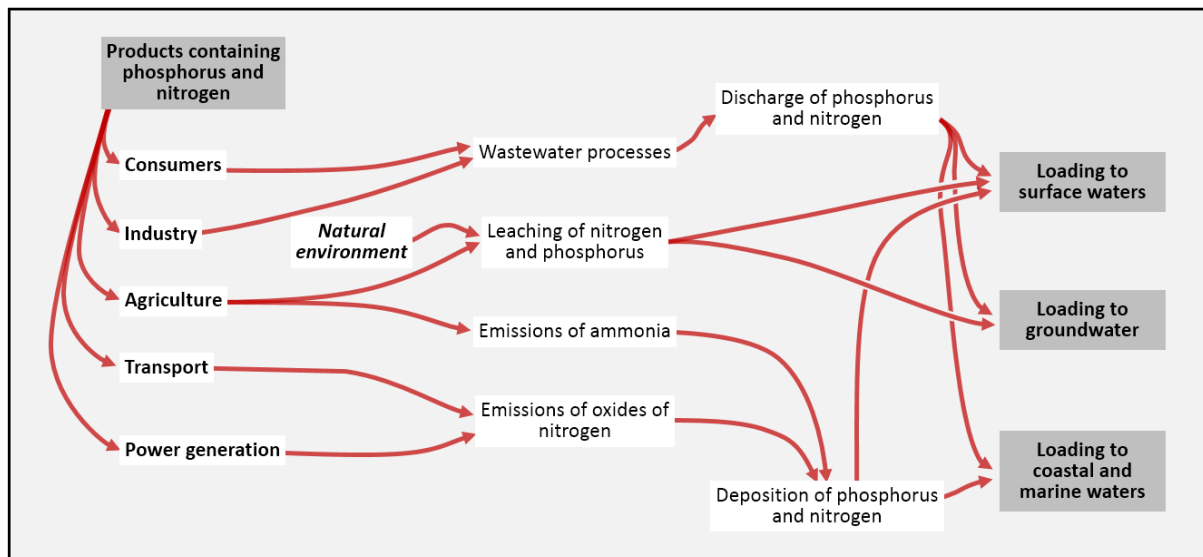 Products containing
phosphorus and
nitrogen
Consumers
Industry
Agriculture
Transport
Power generation
Natural
environment
Wastewater processes
Leaching of nitrogen
and phosphorus
Emissions of ammonia
Emissions of oxides of
nitrogen
Discharge of phosphorus
and nitrogen
Deposition of phosphorus
and nitrogen
Loading to
surface waters
Loading to
groundwater
Loading to
coastal and
marine waters